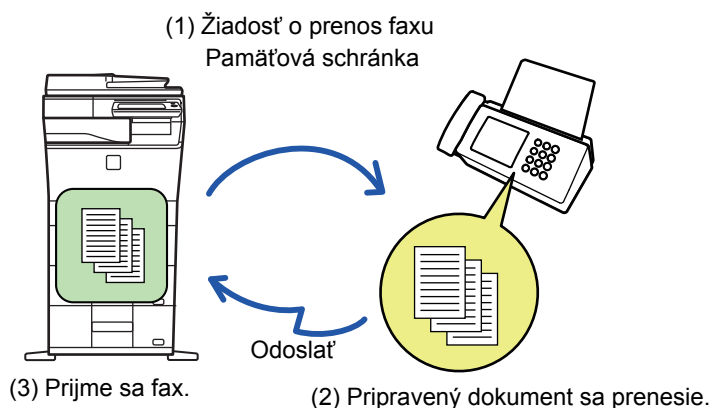 (1) Žiadosť o prenos faxu
Pamäťová schránka
Odoslať
(3) Prijme sa fax.
(2) Pripravený dokument sa prenesie.